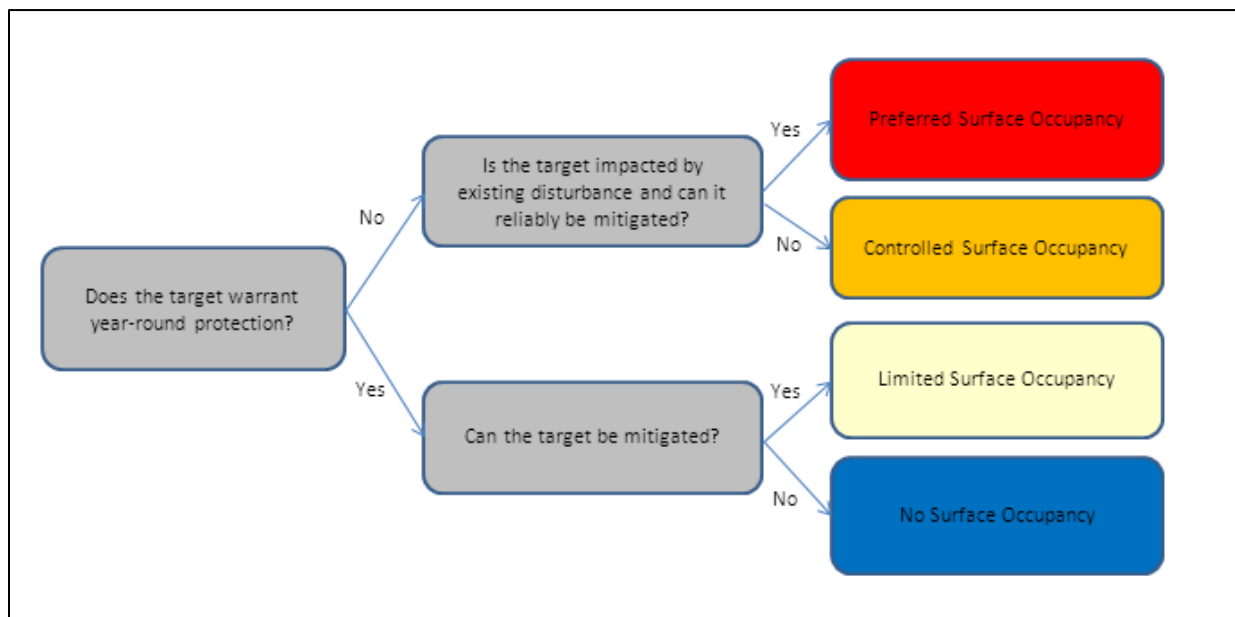 Does the target warrant
year-round protection?
No
Yes
Is the target impacted by
existing disturbance and can it
reliably be mitigated?
Yes
No
Preferred Surface Occupancy
Controlled Surface Occupancy
Can the target be mitigated?
Yes
No
Limited Surface Occupancy
No Surface Occupancy